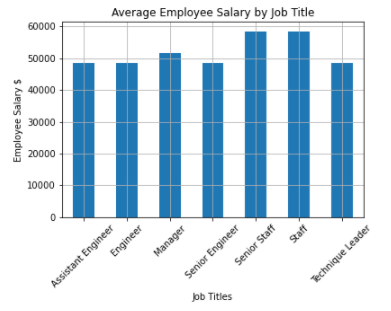 Average Employee Salary by Job Title
60000
50000
40000
30000
20000
10000
0
Employee Salary $
Assistant Engineer
Engineer
Manager
Senior Engineer
Senior Staff
Staff
Technique Leader
Job Titles